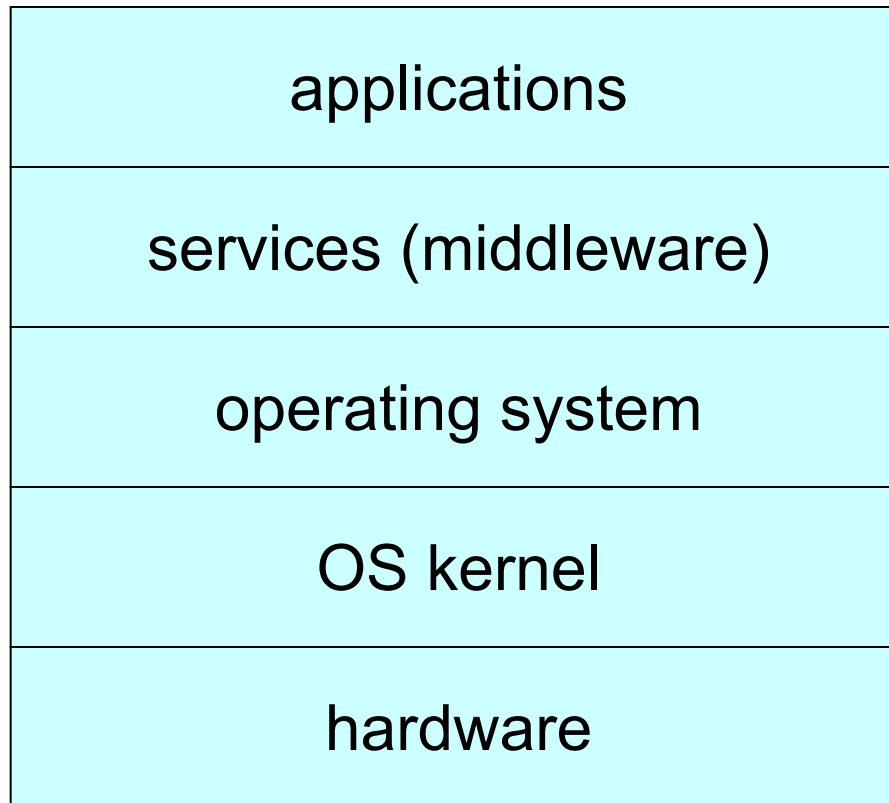 applications
services (middleware)
operating system
OS kernel
hardware